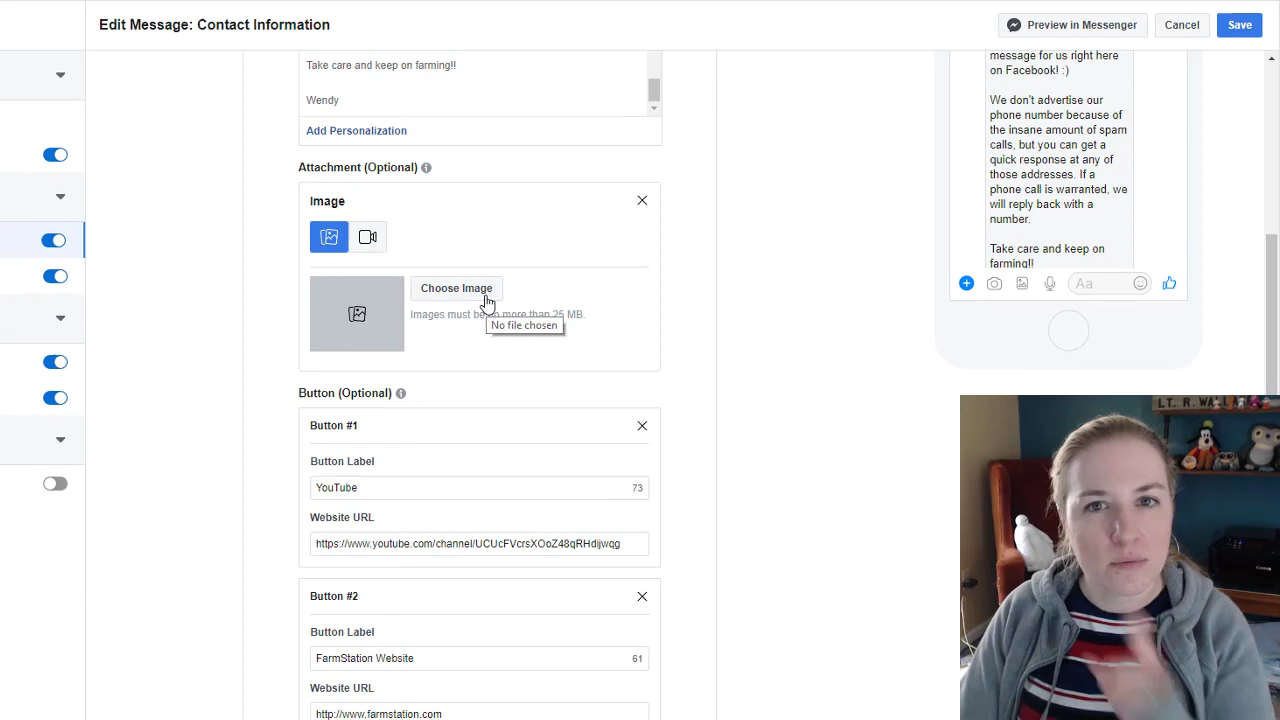 Edit Message: Contact Information
Preview in Messenger
Cancel
Save
Take care and keep on farming!!
Wendy
Add Personalization
Attachment (Optional)
Image
Choose Image
Images must be no more than 25 MB.
No file chosen
Button (Optional)
Button #1
Button Label
YouTube
73
Website URL
https://www.youtube.com/channel/UCUcFVcrsXOoZ48qRHdijwqg
Button #2
Button Label
FarmStation Website
61
Website URL
http://www.farmstation.com
message for us right here
on Facebook! :)
We don't advertise our
phone number because of
the insane amount of spam
calls, but you can get a
quick response at any of
those addresses. If a
phone call is warranted, we
will reply back with a
number.
Take care and keep on
farming!!
Aa
LT. R. WALL